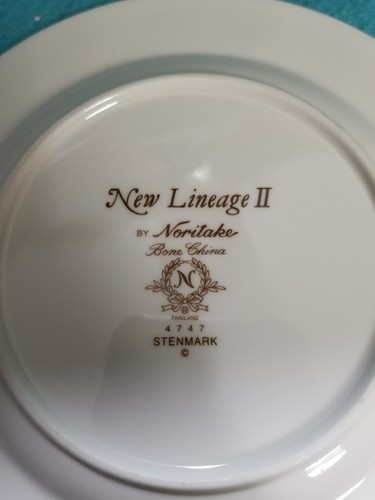 New Lineage II
BY Noritake
Bone China
N
®
THAILAND
4747
STENMARK
©